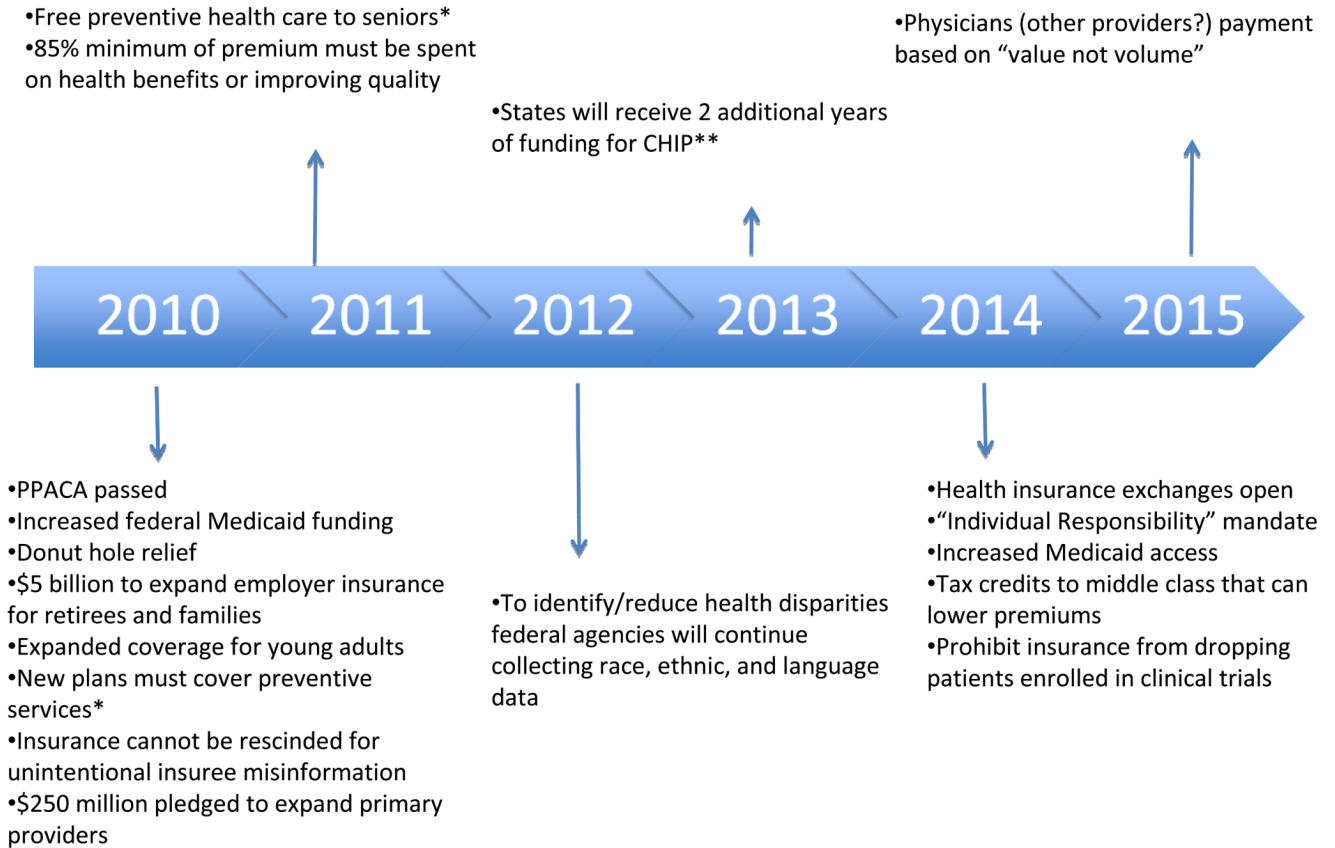 •Free preventive health care to seniors*
•85% minimum of premium must be spent
on health benefits or improving quality
•States will receive 2 additional years
of funding for CHIP**
•Physicians (other providers?) payment
based on “value not volume”
2010
2011
2012
2013
2014
2015
•PPACA passed
•Increased federal Medicaid funding
•Donut hole relief
•$5 billion to expand employer insurance
for retirees and families
•Expanded coverage for young adults
•New plans must cover preventive
services*
•Insurance cannot be rescinded for
unintentional insuree misinformation
•$250 million pledged to expand primary
providers
•To identify/reduce health disparities
federal agencies will continue
collecting race, ethnic, and language
data
•Health insurance exchanges open
•“Individual Responsibility” mandate
•Increased Medicaid access
•Tax credits to middle class that can
lower premiums
•Prohibit insurance from dropping
patients enrolled in clinical trials